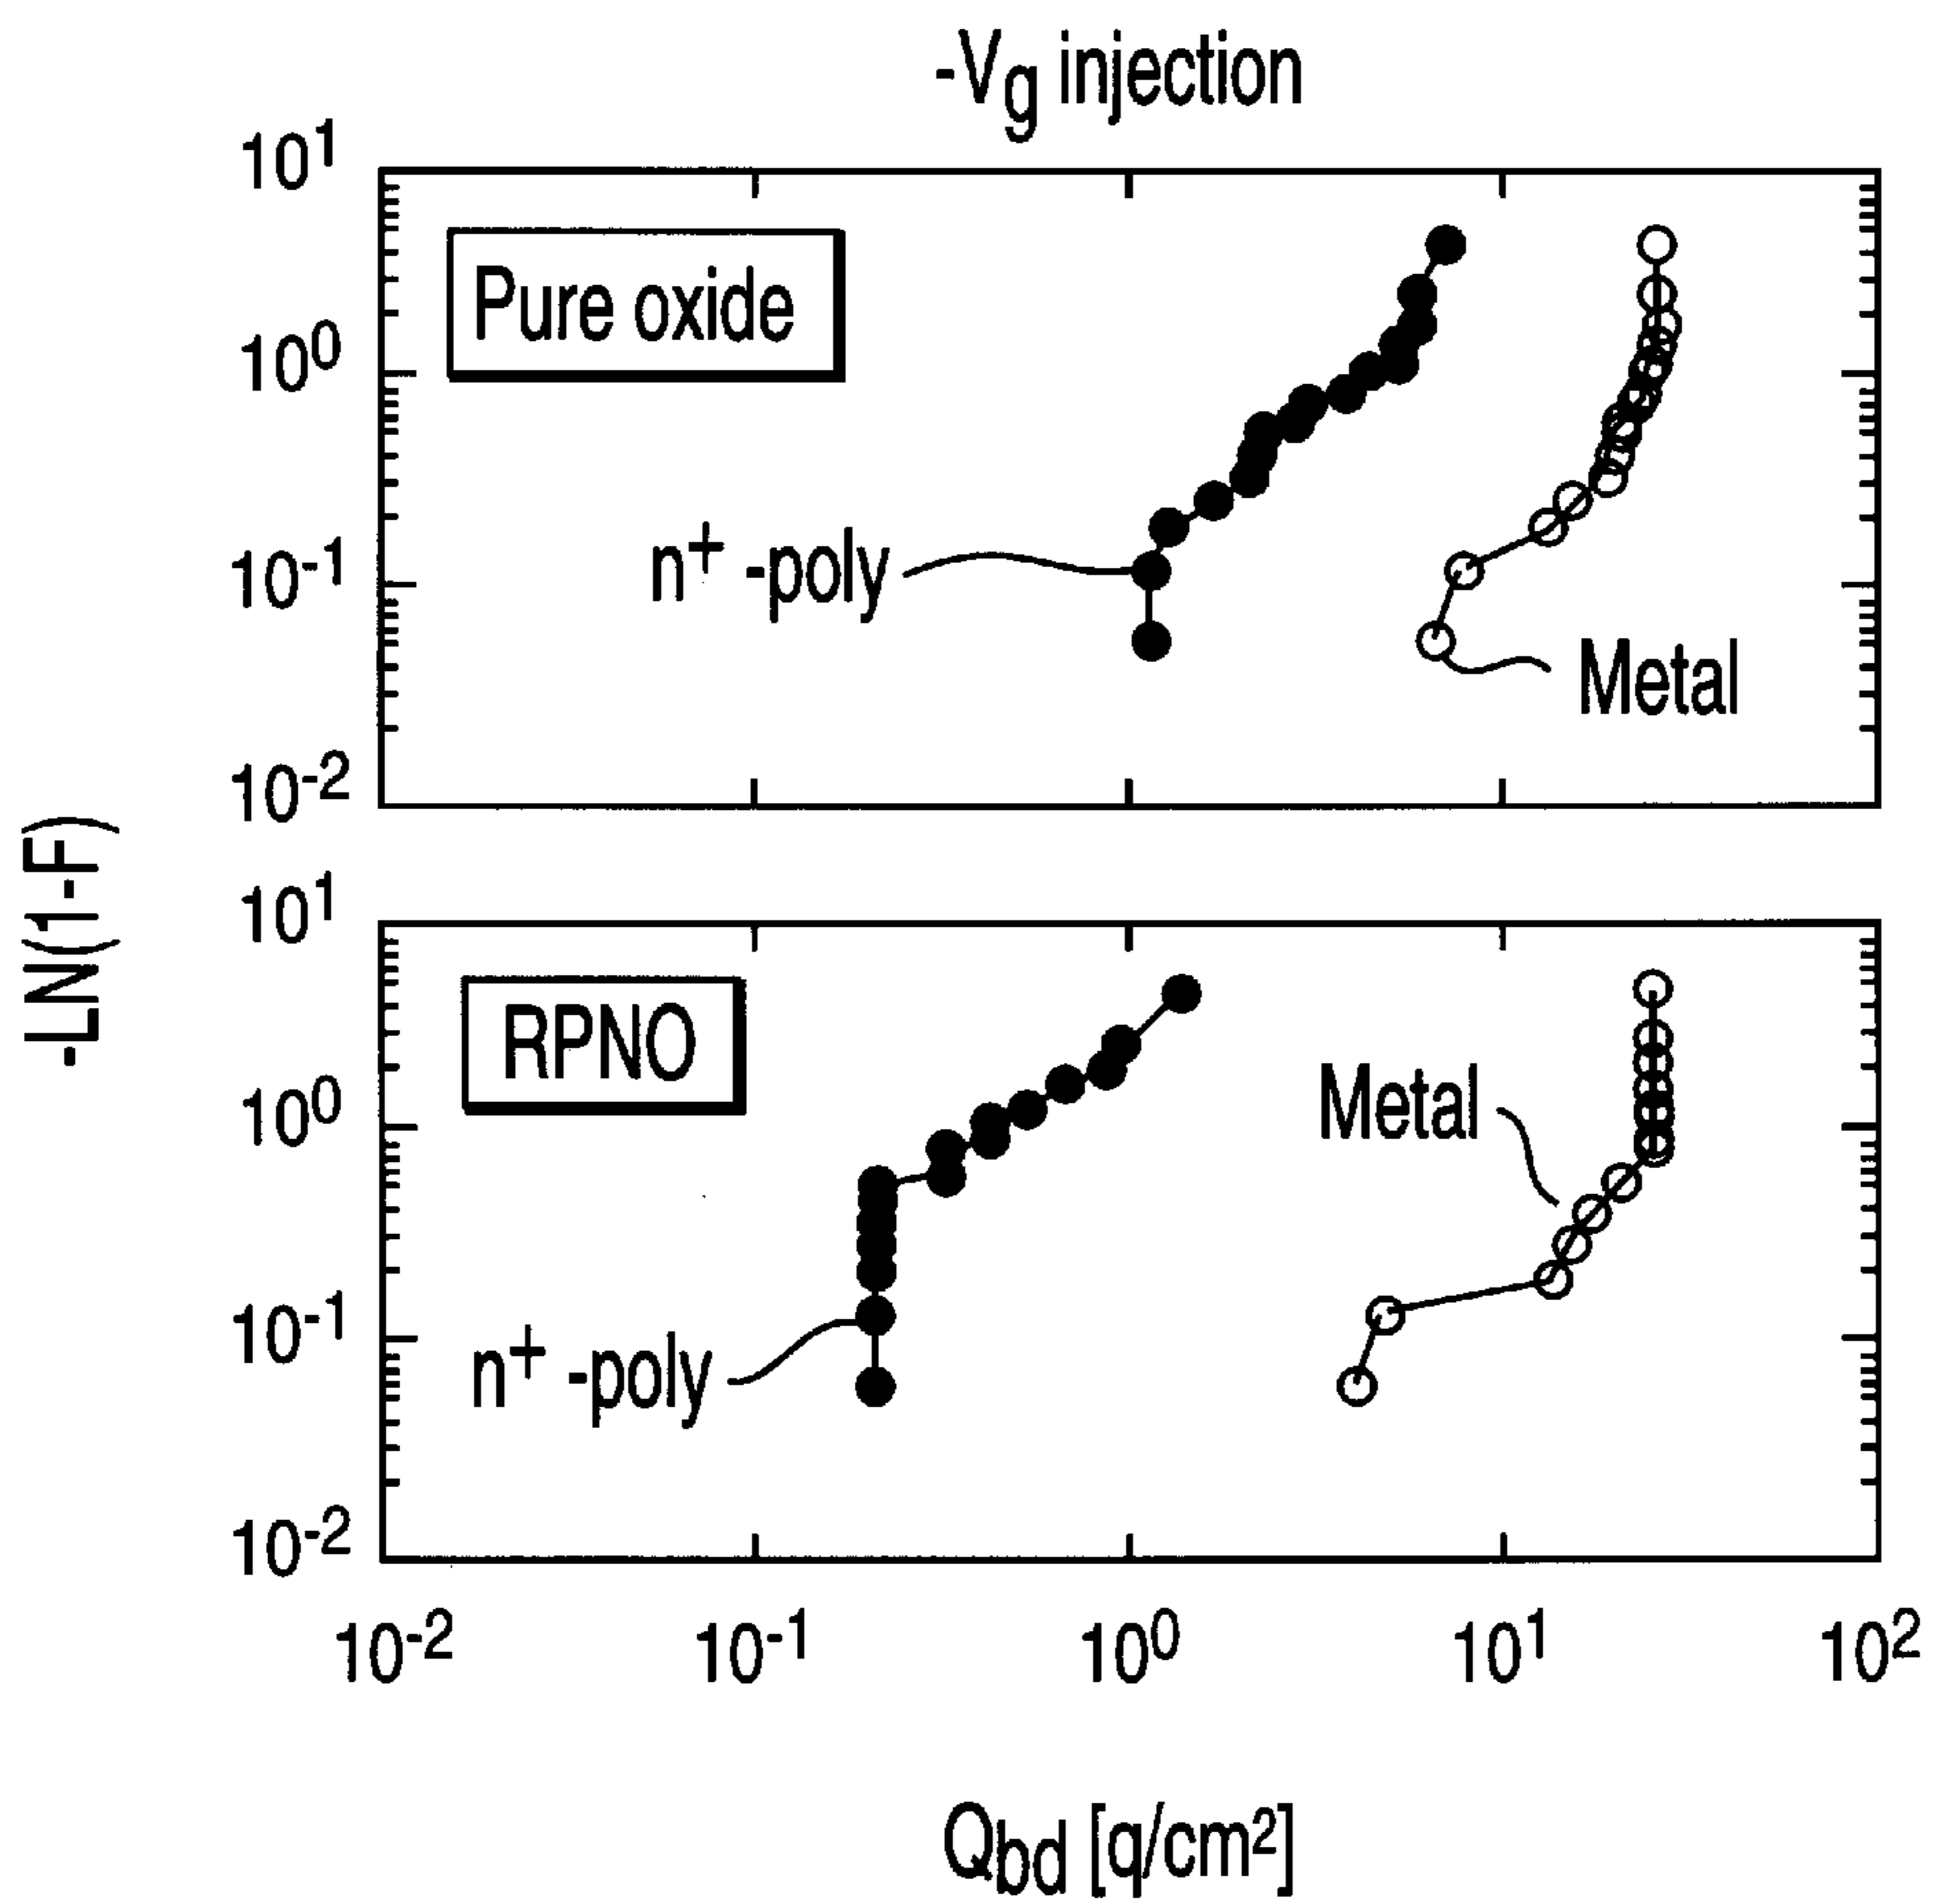 -Vg injection
10¹
Pure oxide
10⁰
n⁺ -poly
10⁻¹
Metal
10⁻²
-LN(1-F)
10¹
RPNO
Metal
10⁰
10⁻¹
n⁺ -poly
10⁻²
10⁻² 10⁻¹ 10⁰ 10¹ 10²
Qbd [q/cm²]